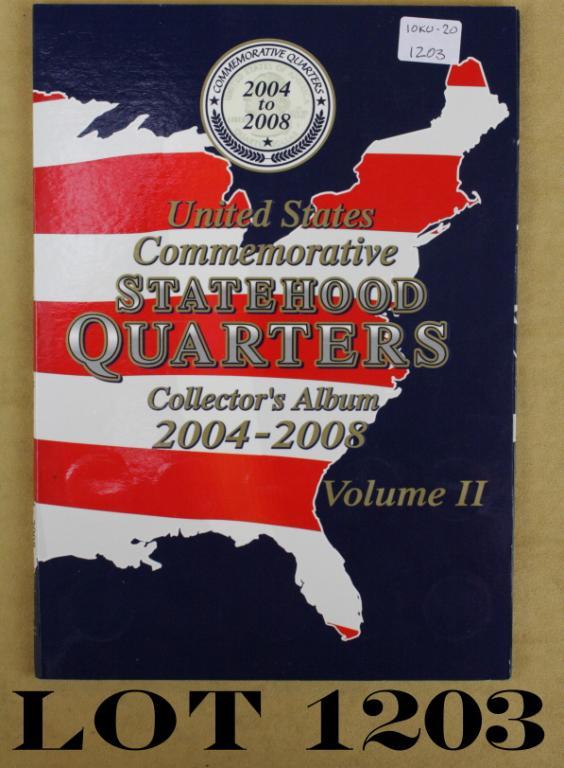 10KU-20
1203
COMMEMORATIVE QUARTERS
2004
to
2008
United States
Commemorative
STATEHOOD
QUARTERS
Collector's Album
2004-2008
Volume II
LOT 1203